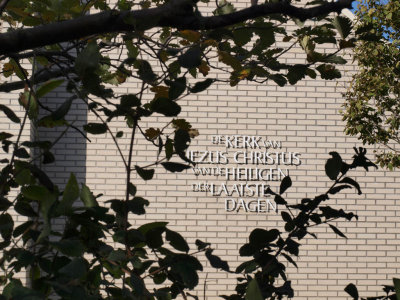 DE KERK VAN
JEZUS CHRISTUS
VAN DE HEILIGEN
DER LAATSTE
DAGEN